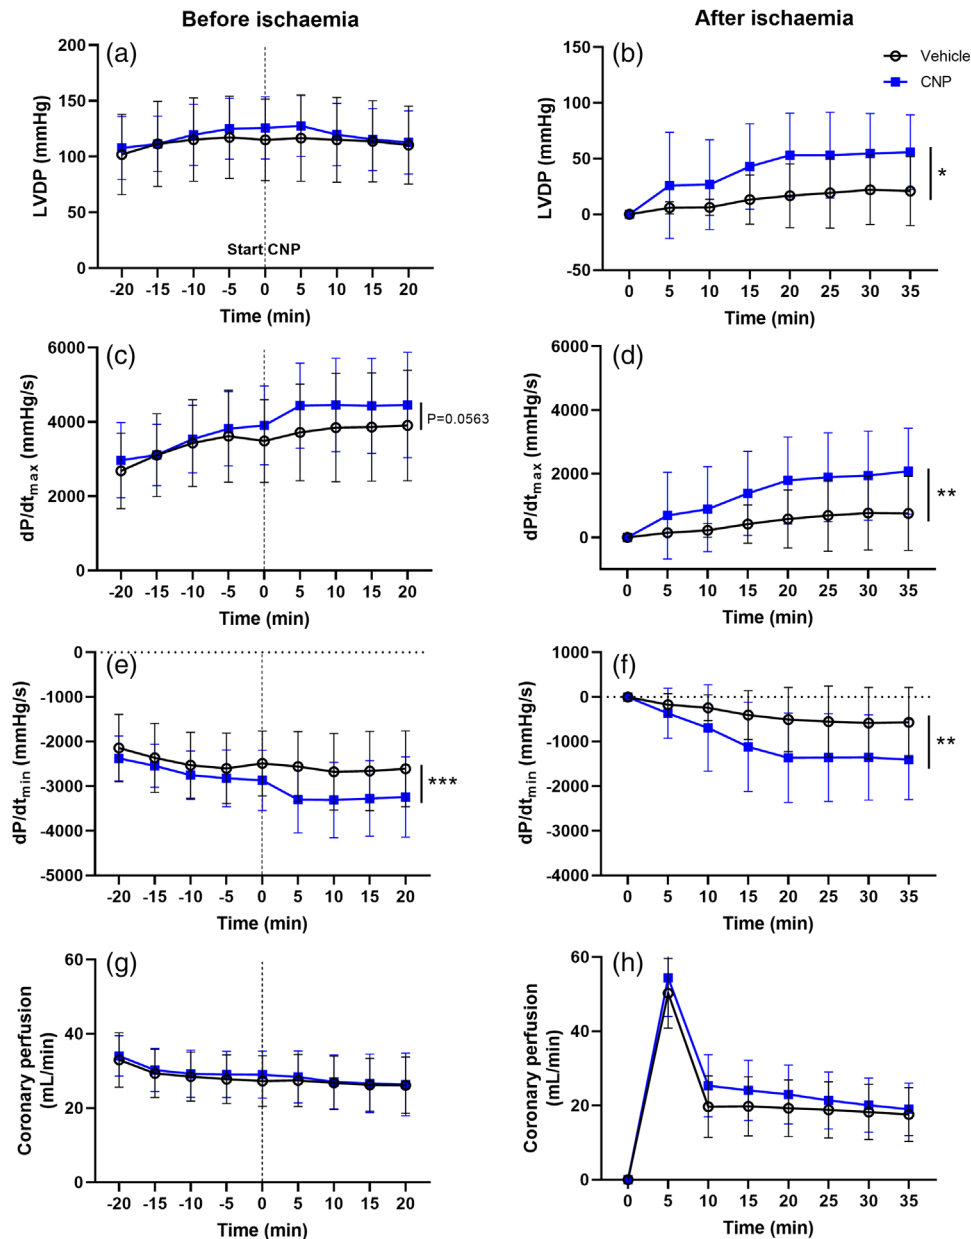 Before ischaemia
After ischaemia
(a)
LVDP (mmHg)
200
150
100
50
0
Start CNP
-20 -15 -10 -5 0 5 10 15 20
Time (min)
(b)
Vehicle
CNP
LVDP (mmHg)
150
100
50
0
-50
*
0 5 10 15 20 25 30 35
Time (min)
(c)
dP/dtmax (mmHg/s)
6000
4000
2000
0
P=0.0563
-20 -15 -10 -5 0 5 10 15 20
Time (min)
(d)
dP/dtmax (mmHg/s)
6000
4000
2000
0
**
0 5 10 15 20 25 30 35
Time (min)
(e)
dP/dtmin (mmHg/s)
0
-1000
-2000
-3000
-4000
-5000
***
-20 -15 -10 -5 0 5 10 15 20
Time (min)
(f)
dP/dtmin (mmHg/s)
1000
0
-1000
-2000
-3000
-4000
**
0 5 10 15 20 25 30 35
Time (min)
(g)
Coronary perfusion
(mL/min)
60
40
20
0
-20 -15 -10 -5 0 5 10 15 20
Time (min)
(h)
Coronary perfusion
(mL/min)
60
40
20
0
0 5 10 15 20 25 30 35
Time (min)